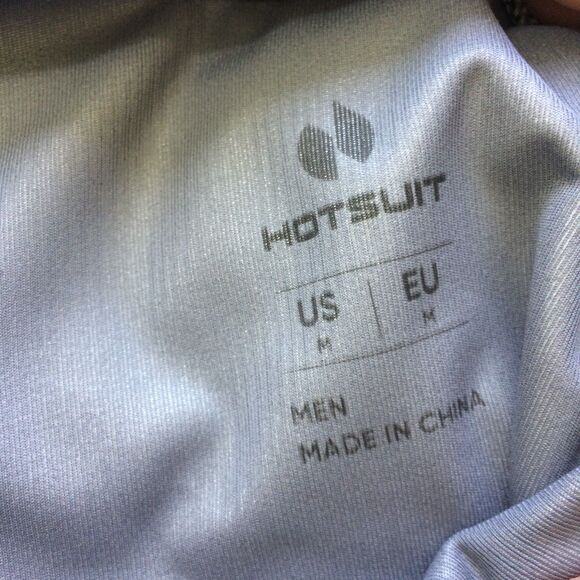 HOTSUIT
US | EU
M M
MEN
MADE IN CHINA